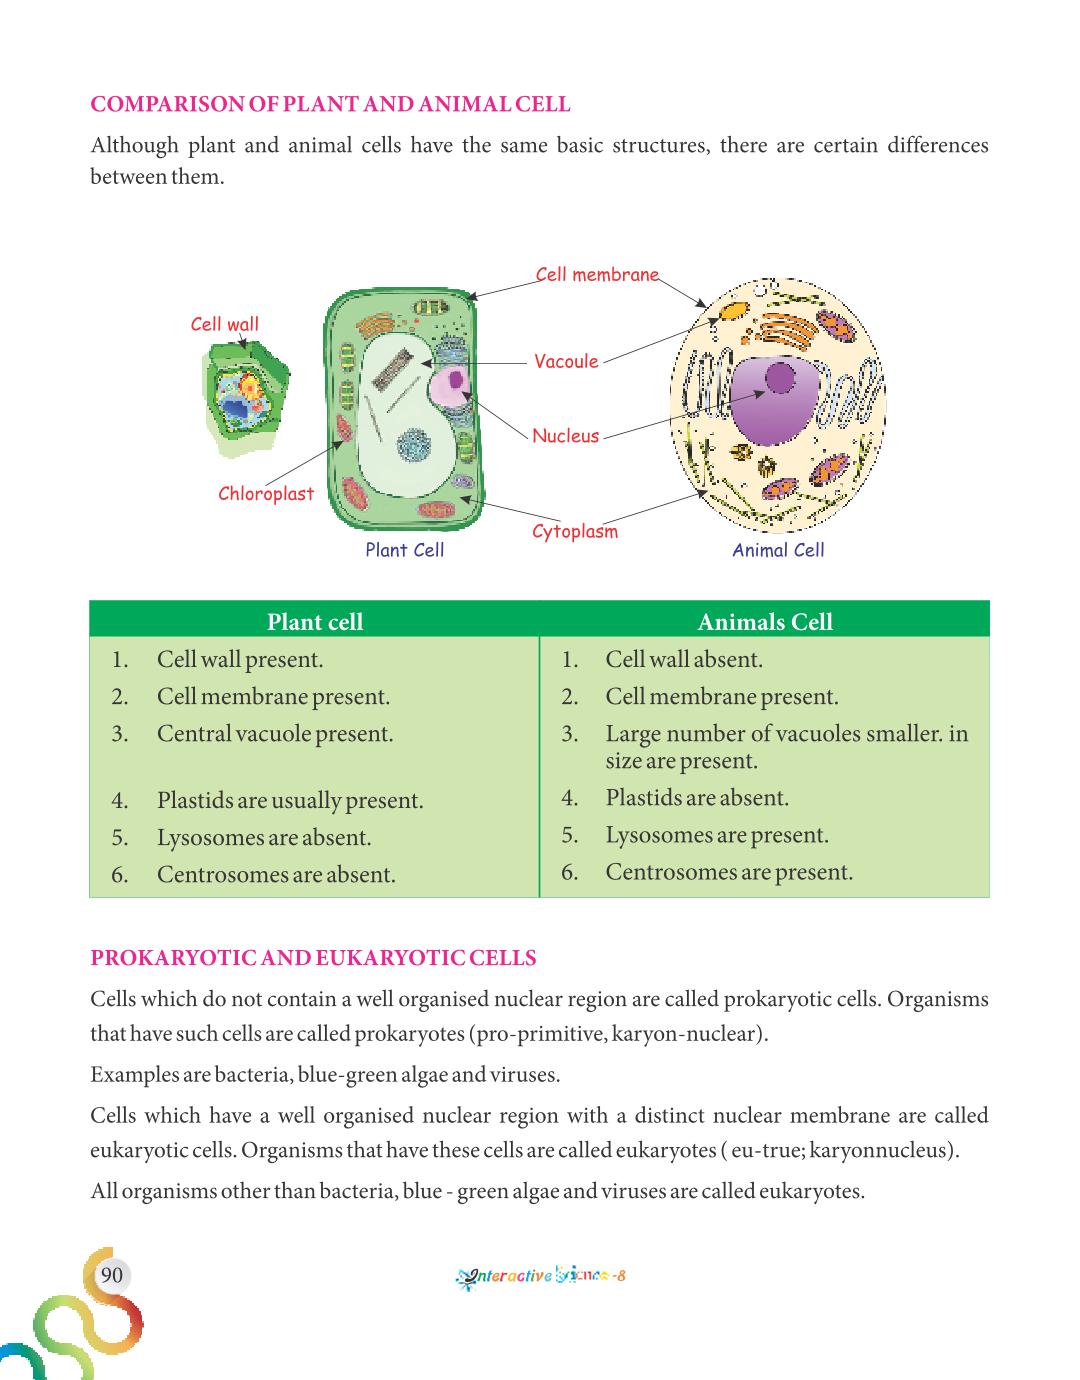 COMPARISON OF PLANT AND ANIMAL CELL
Although plant and animal cells have the same basic structures, there are certain differences
between them.
Cell membrane
Cell wall
Vacoule
Nucleus
Chloroplast
Cytoplasm
Plant Cell
Animal Cell
Plant cell
Animals Cell
1. Cell wall present.
1. Cell wall absent.
2. Cell membrane present.
2. Cell membrane present.
3. Central vacuole present.
3. Large number of vacuoles smaller. in
size are present.
4. Plastids are usually present.
4. Plastids are absent.
5. Lysosomes are absent.
5. Lysosomes are present.
6. Centrosomes are absent.
6. Centrosomes are present.
PROKARYOTIC AND EUKARYOTIC CELLS
Cells which do not contain a well organised nuclear region are called prokaryotic cells. Organisms
that have such cells are called prokaryotes (pro-primitive, karyon-nuclear).
Examples are bacteria, blue-green algae and viruses.
Cells which have a well organised nuclear region with a distinct nuclear membrane are called
eukaryotic cells. Organisms that have these cells are called eukaryotes ( eu-true; karyonnucleus).
All organisms other than bacteria, blue - green algae and viruses are called eukaryotes.
90
Interactive Science-8